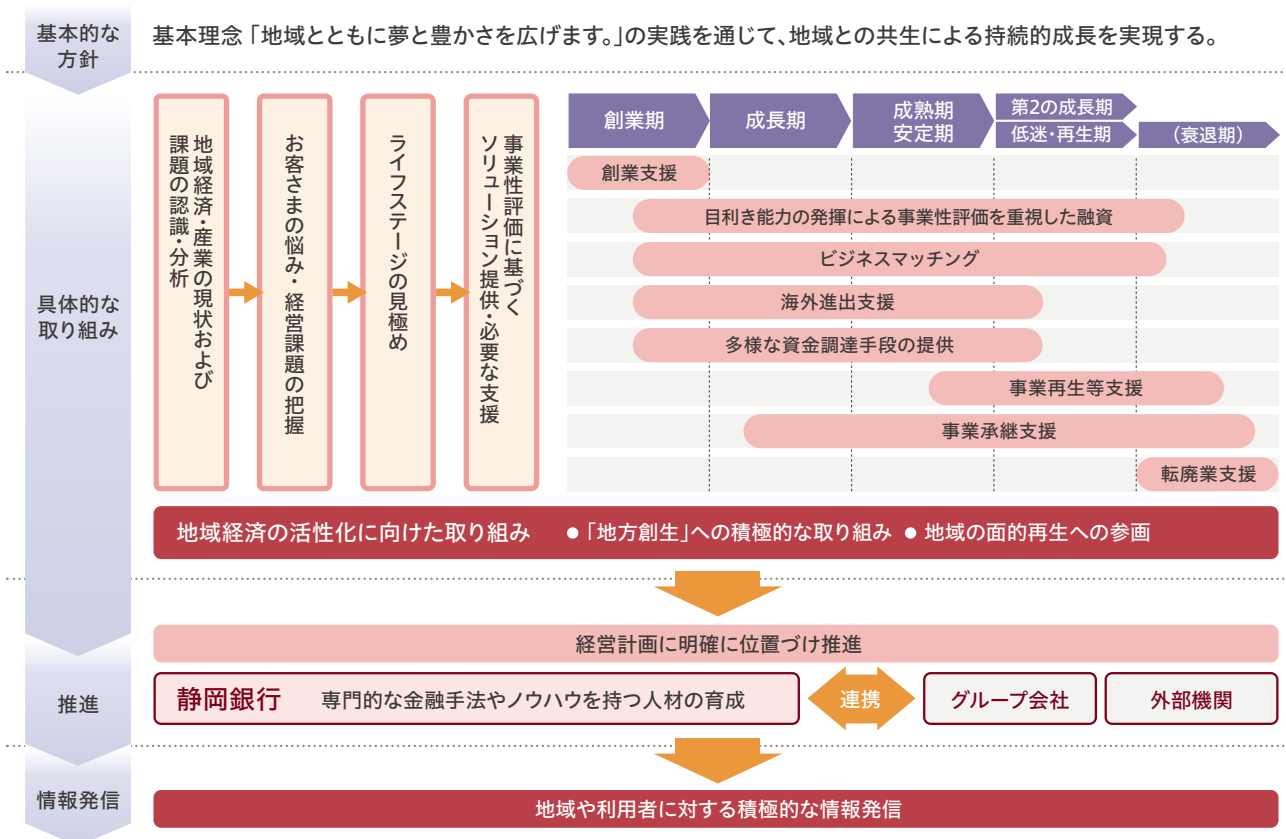 基本的な
方針
基本理念「地域とともに夢と豊かさを広げます。」の実践を通じて、地域との共生による持続的成長を実現する。
具体的な
取り組み
地域経済・産業の現状および
課題の認識・分析
お客さまの悩み・経営課題の把握
ライフステージの見極め
事業性評価に基づく
ソリューション提供・必要な支援
創業期
成長期
成熟期
安定期
第2の成長期
低迷・再生期
（衰退期）
創業支援
目利き能力の発揮による事業性評価を重視した融資
ビジネスマッチング
海外進出支援
多様な資金調達手段の提供
事業再生等支援
事業承継支援
転廃業支援
地域経済の活性化に向けた取り組み ●「地方創生」への積極的な取り組み ● 地域の面的再生への参画
推進
経営計画に明確に位置づけ推進
静岡銀行 専門的な金融手法やノウハウを持つ人材の育成
連携
グループ会社
外部機関
情報発信
地域や利用者に対する積極的な情報発信